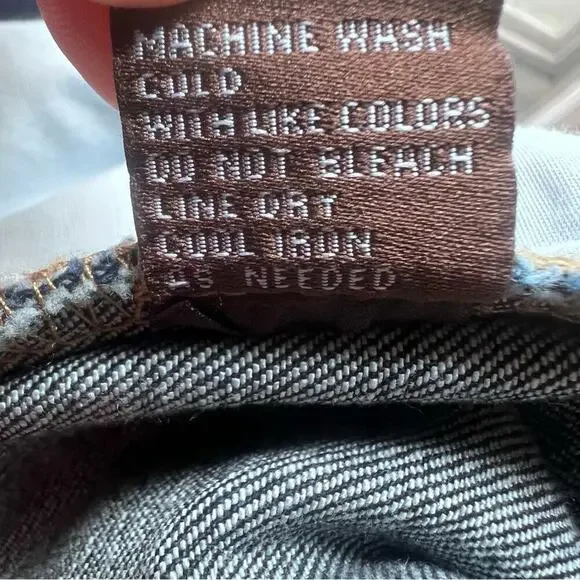 MACHINE WASH
COLD
WITH LIKE COLORS
DO NOT BLEACH
LINE DRY
COOL IRON
AS NEEDED